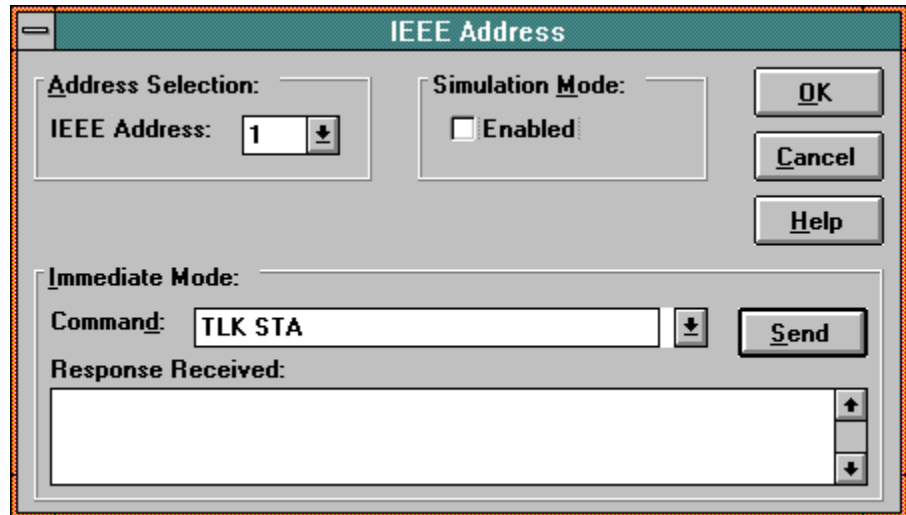 IEEE Address
Address Selection:
IEEE Address: 1
Simulation Mode:
Enabled
OK
Cancel
Help
Immediate Mode:
Command: TLK STA
Send
Response Received: